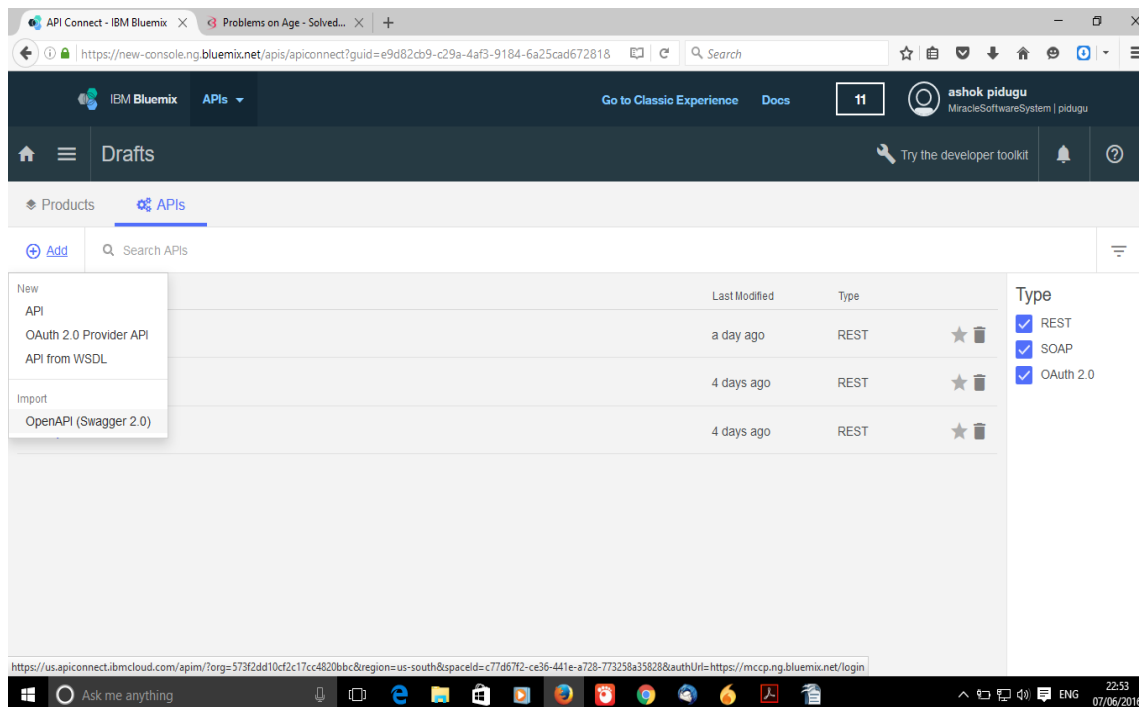 API Connect - IBM Bluemix
Problems on Age - Solved...
https://new-console.ng.bluemix.net/apis/apiconnect?guid=e9d82cb9-c29a-4af3-9184-6a25cad672818
Search
IBM Bluemix
APIs
Go to Classic Experience
Docs
11
ashok pidugu
MiracleSoftwareSystem | pidugu
Drafts
Try the developer toolkit
Products
APIs
Add
Search APIs
New
API
OAuth 2.0 Provider API
API from WSDL
Import
OpenAPI (Swagger 2.0)
Last Modified
Type
a day ago
REST
4 days ago
REST
4 days ago
REST
Type
REST
SOAP
OAuth 2.0
https://us.apiconnect.ibmcloud.com/apim/?org=573f2dd10cf2c17cc4820bbc&region=us-south&spaceId=c77d67f2-ce36-441e-a728-773258a35828&authUrl=https://mccp.ng.bluemix.net/login
Ask me anything
ENG
22:53
07/06/2016